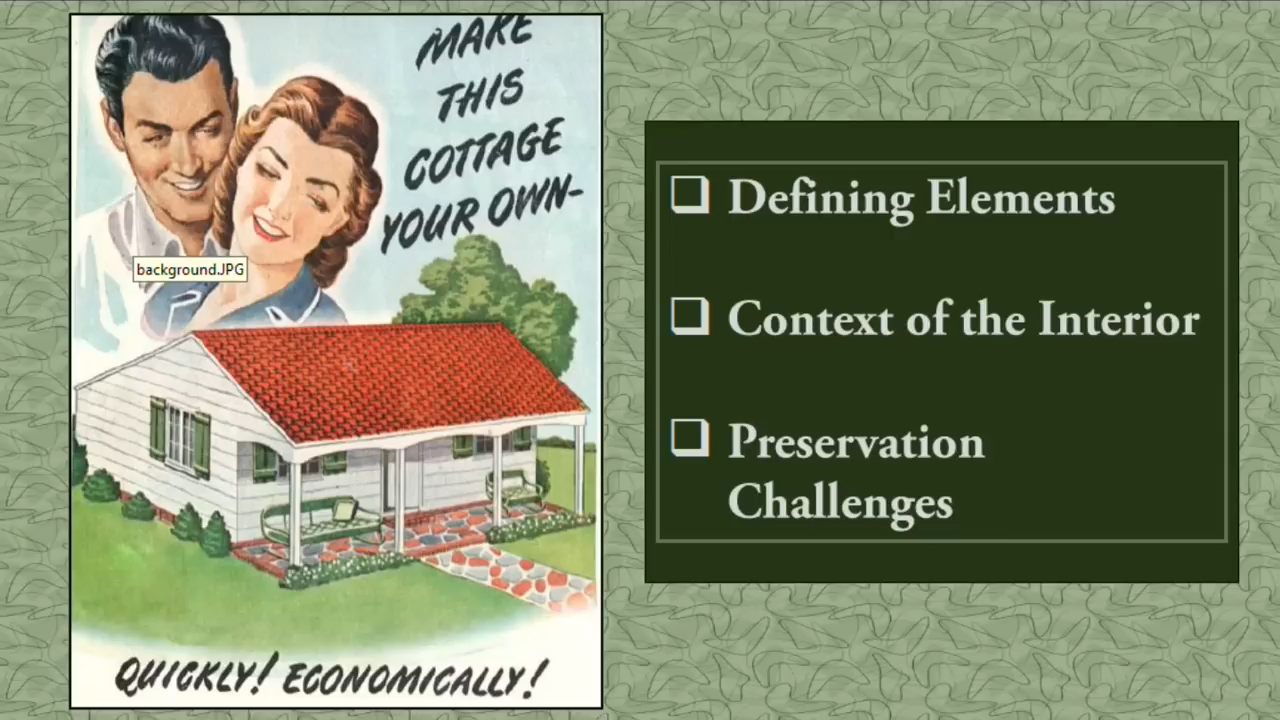 MAKE
THIS
COTTAGE
YOUR OWN-
background.JPG
QUICKLY! ECONOMICALLY!
Defining Elements
Context of the Interior
Preservation
Challenges